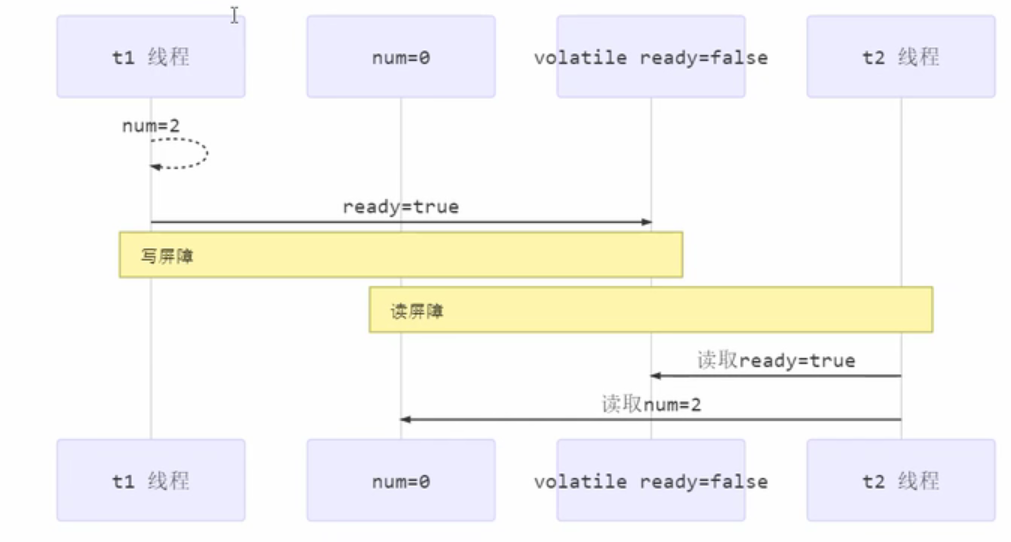 t1 线程
num=0
volatile ready=false
t2 线程
num=2
ready=true
写屏障
读屏障
读取ready=true
读取num=2
t1 线程
num=0
volatile ready=false
t2 线程